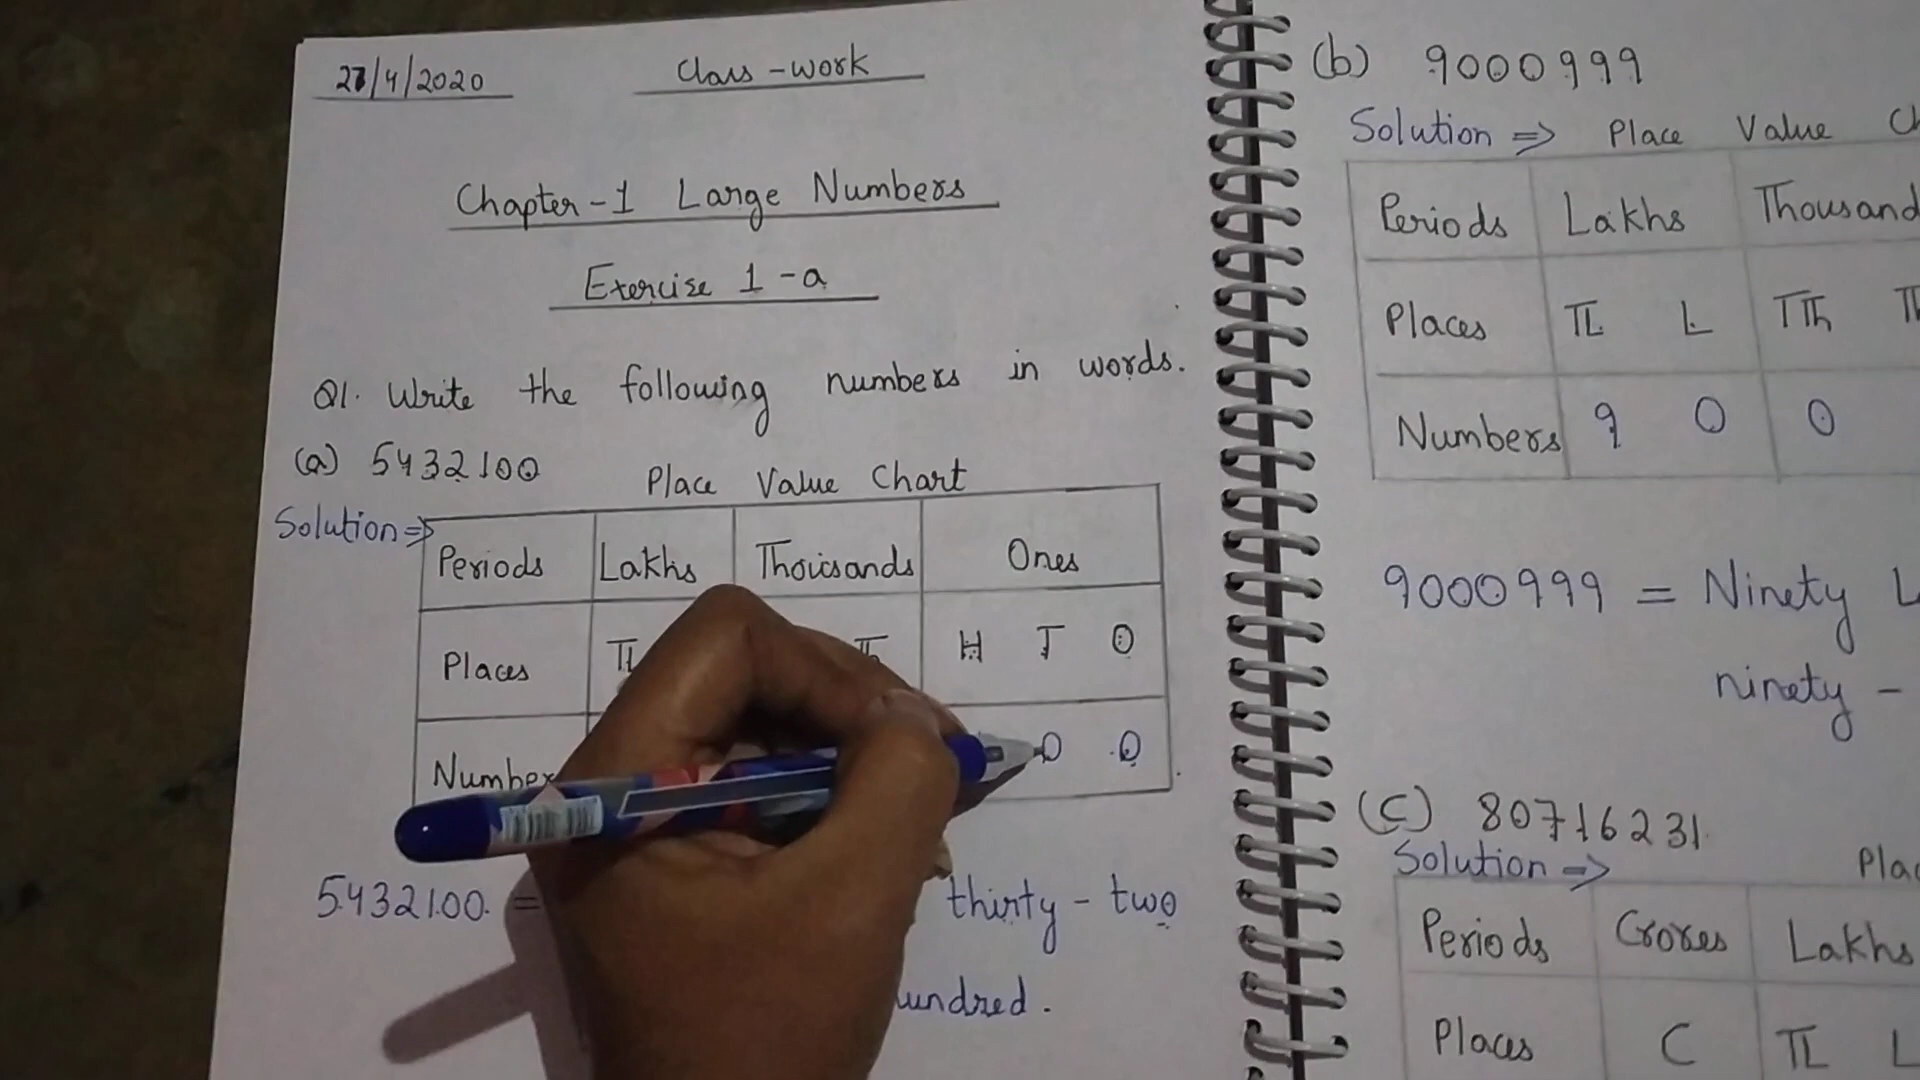 27/4/2020 Class-work
Chapter-1 Large Numbers
Exercise 1-a
Q1. Write the following numbers in words.
(a) 5432100
Place Value Chart
Solution ⇒
Periods Lakhs Thousands Ones
Places TL Th H T O
Number 0 0
5432100 = thirty-two
hundred.
(b) 9000999
Solution ⇒ Place Value
Periods Lakhs Thousand
Places TL L TTh
Numbers 9 0 0
9000999 = Ninety
ninety-
(c) 80716231
Solution ⇒
Periods Crores Lakhs
Places C TL L